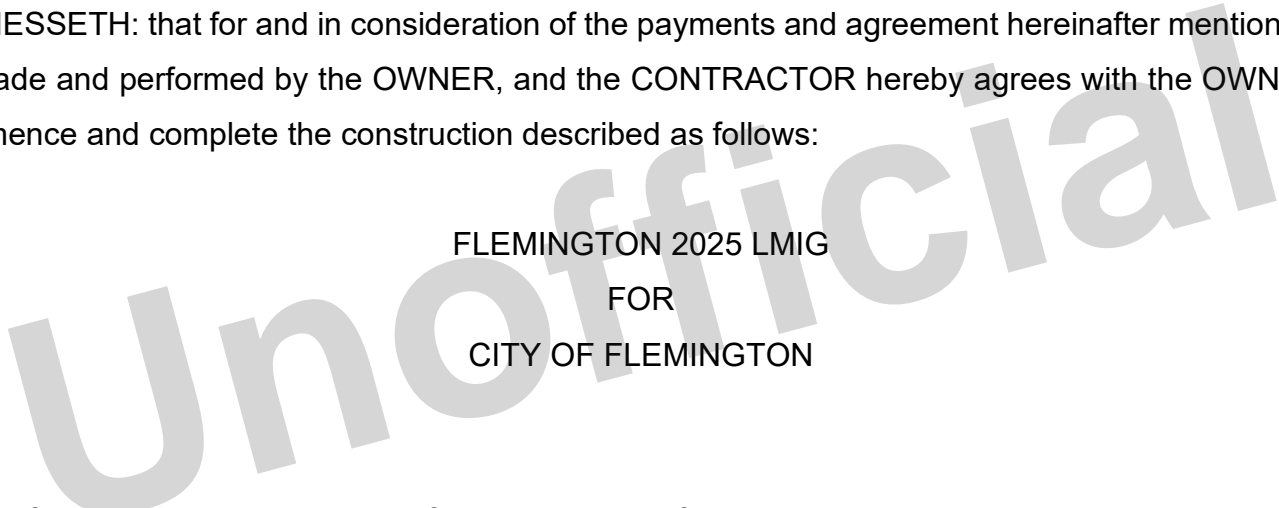 IESSETH: that for and in consideration of the payments and agreement hereinafter mention
ade and performed by the OWNER, and the CONTRACTOR hereby agrees with the OWN
nence and complete the construction described as follows:
FLEMINGTON 2025 LMIG
FOR
CITY OF FLEMINGTON
Unofficial